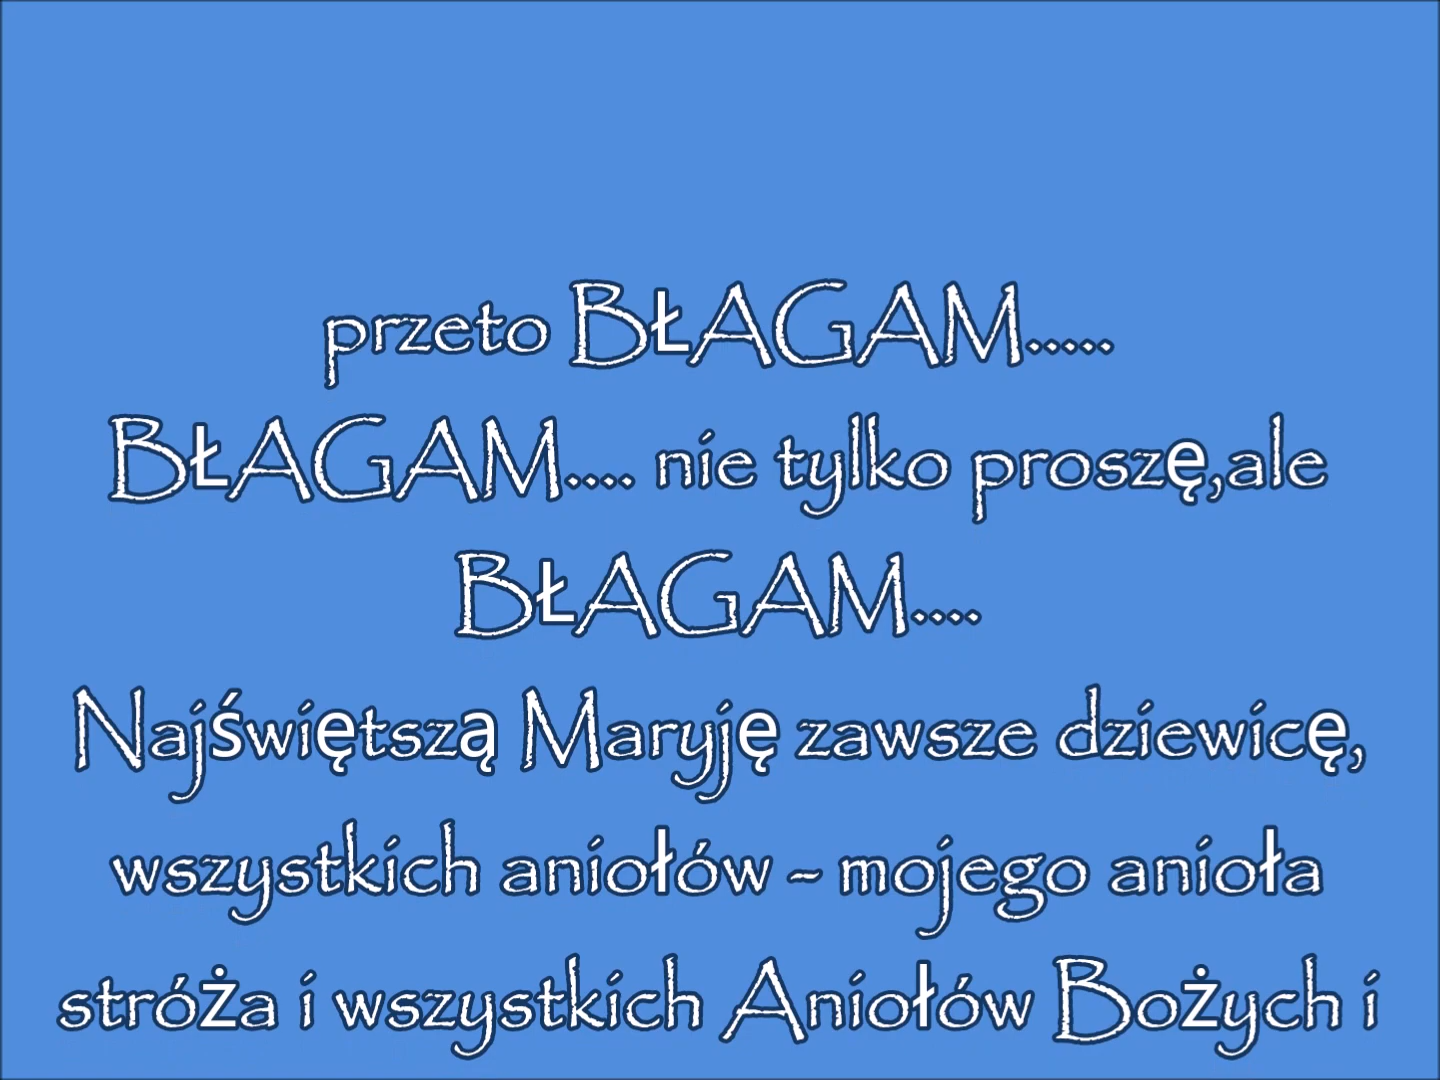 przeto BŁAGAM.....
BŁAGAM.... nie tylko proszę,ale
BŁAGAM....
Najświętszą Maryję zawsze dziewicę,
wszystkich aniołów - mojego anioła
stróża i wszystkich Aniołów Bożych i